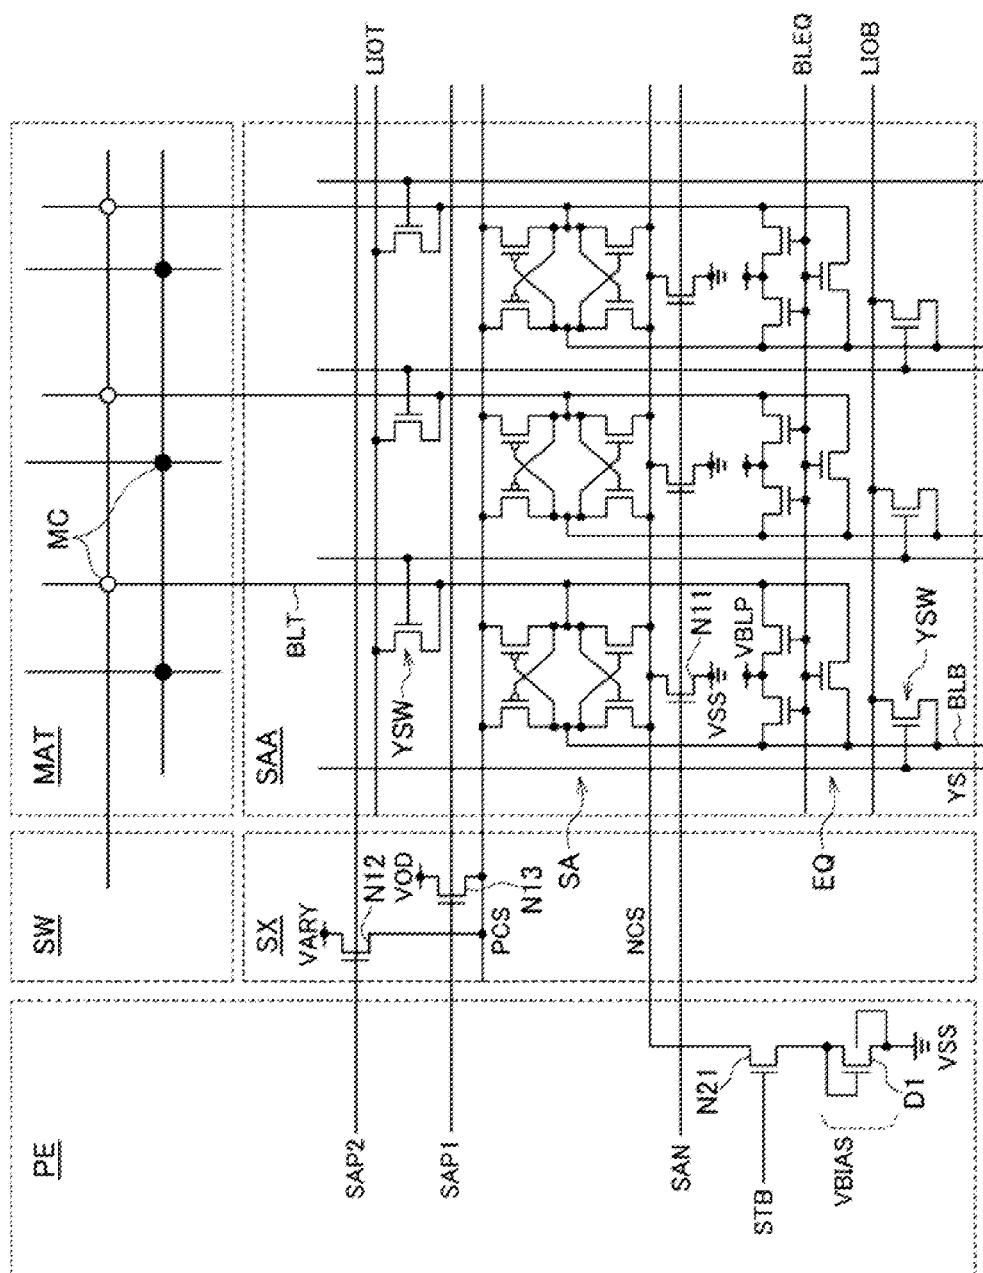 PE
SW
MAT
MC
SX
SAA
VARY
N12
VOD
N13
PCS
NCS
SAP2
SAP1
SAN
STB
N21
VBIAS
D1
VSS
LIOT
BLT
YSW
SA
N11
VSS
VBLP
EQ
YSW
BLB
YS
BLEQ
LIOB